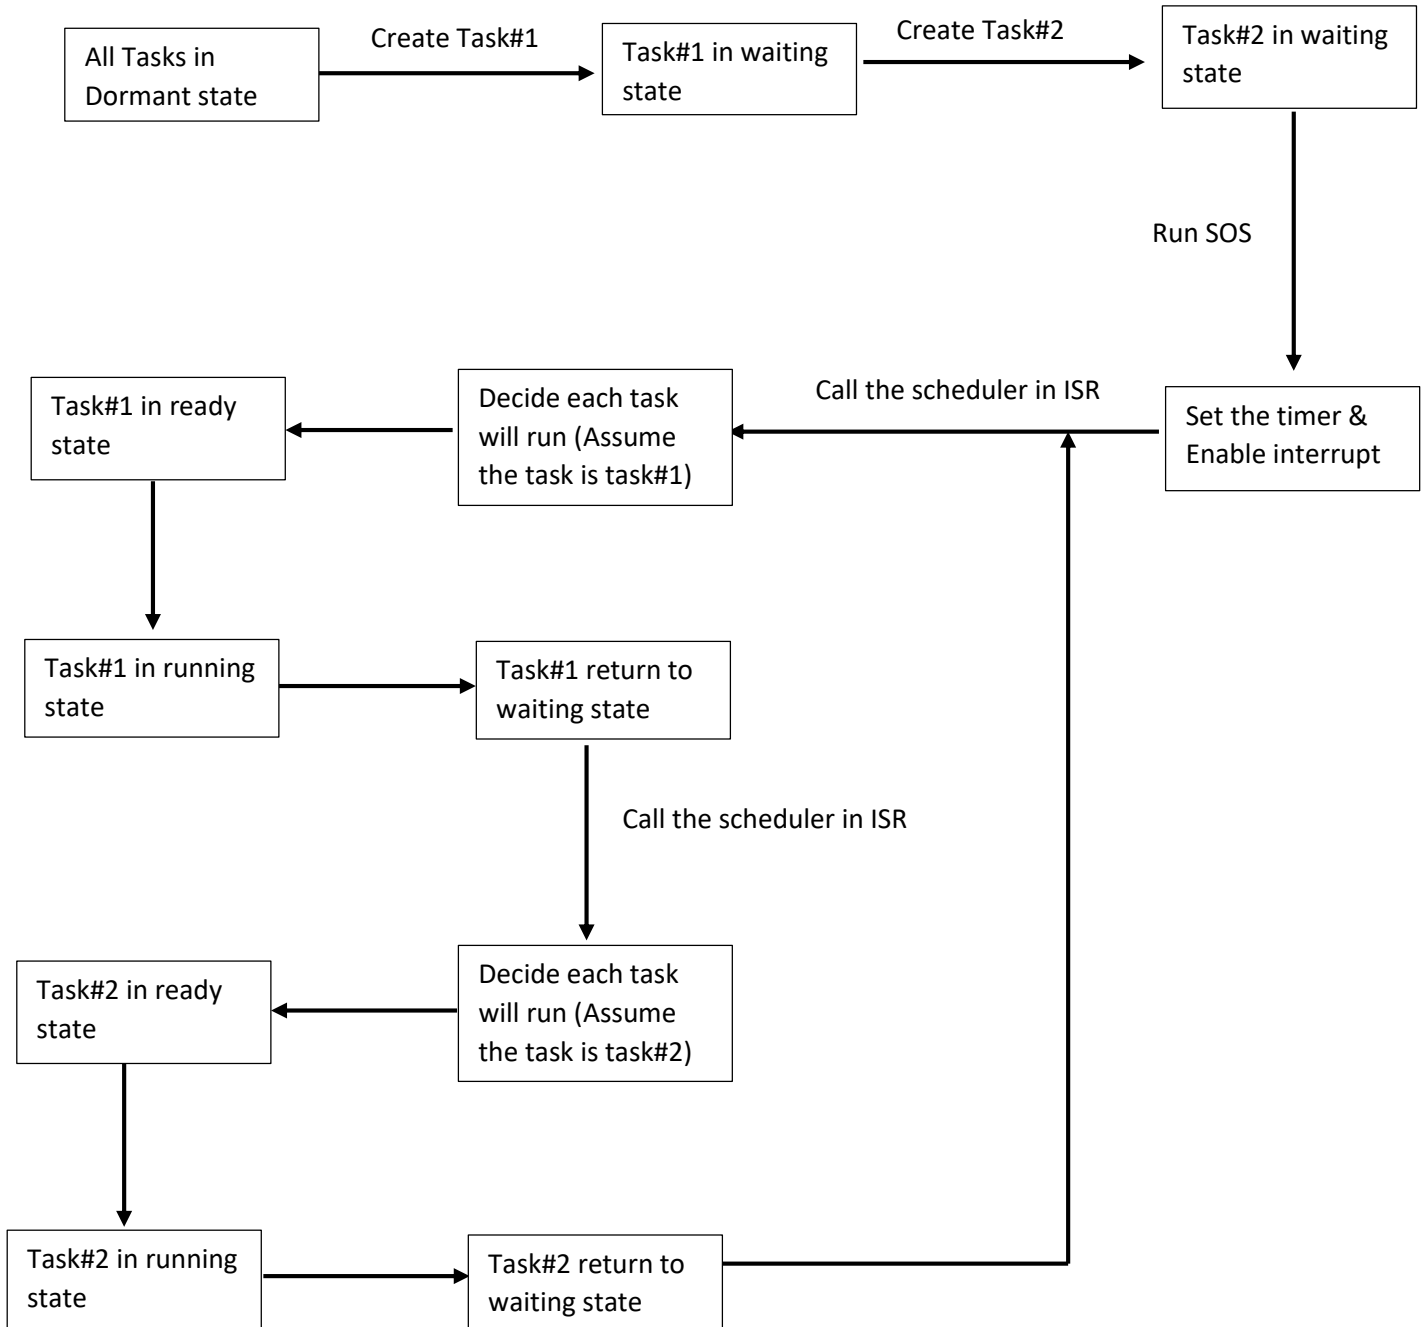 All Tasks in
Dormant state
Create Task#1
Task#1 in waiting
state
Create Task#2
Task#2 in waiting
state
Run SOS
Set the timer &
Enable interrupt
Call the scheduler in ISR
Decide each task
will run (Assume
the task is task#1)
Task#1 in ready
state
Task#1 in running
state
Task#1 return to
waiting state
Call the scheduler in ISR
Decide each task
will run (Assume
the task is task#2)
Task#2 in ready
state
Task#2 in running
state
Task#2 return to
waiting state